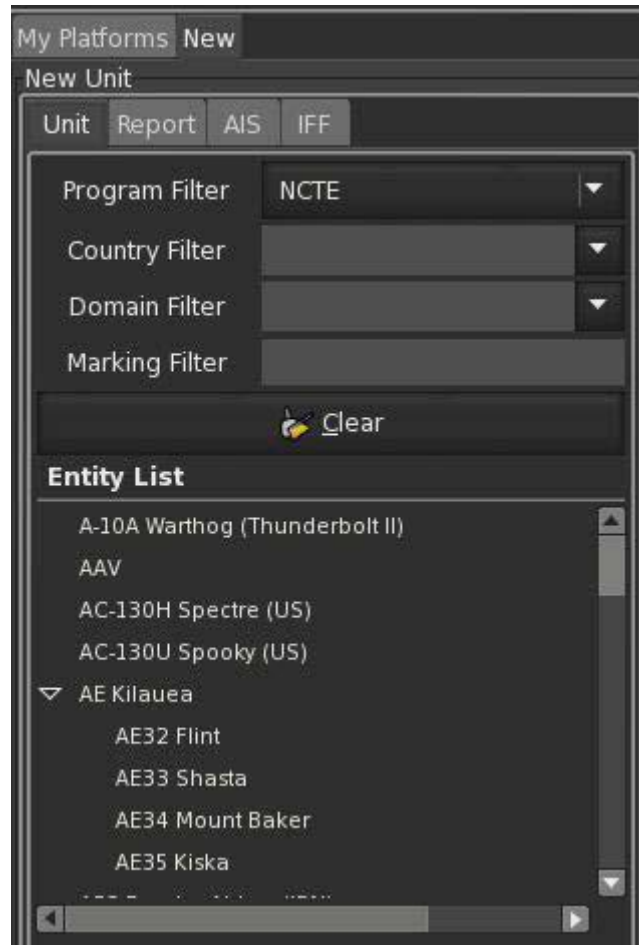 My Platforms New
New Unit
Unit Report AIS IFF
Program Filter NCTE
Country Filter
Domain Filter
Marking Filter
Clear
Entity List
A-10A Warthog (Thunderbolt II)
AAV
AC-130H Spectre (US)
AC-130U Spooky (US)
AE Kilauea
AE32 Flint
AE33 Shasta
AE34 Mount Baker
AE35 Kiska